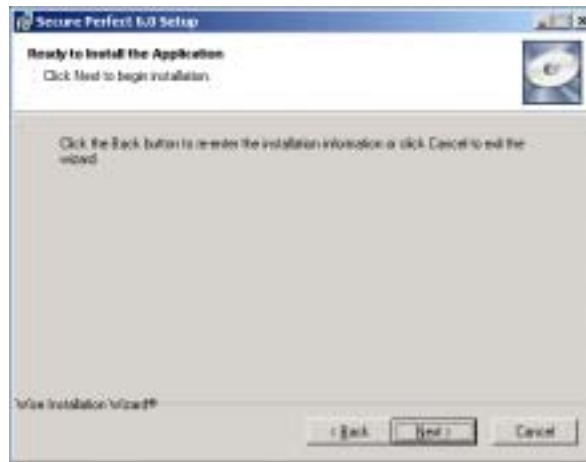 Secure Perfect 6.0 Setup
Ready to Install the Application
Click Next to begin installation.
Click the Back button to re-enter the installation information or click Cancel to exit the
wizard.
Wise Installation Wizard®
< Back
Next >
Cancel